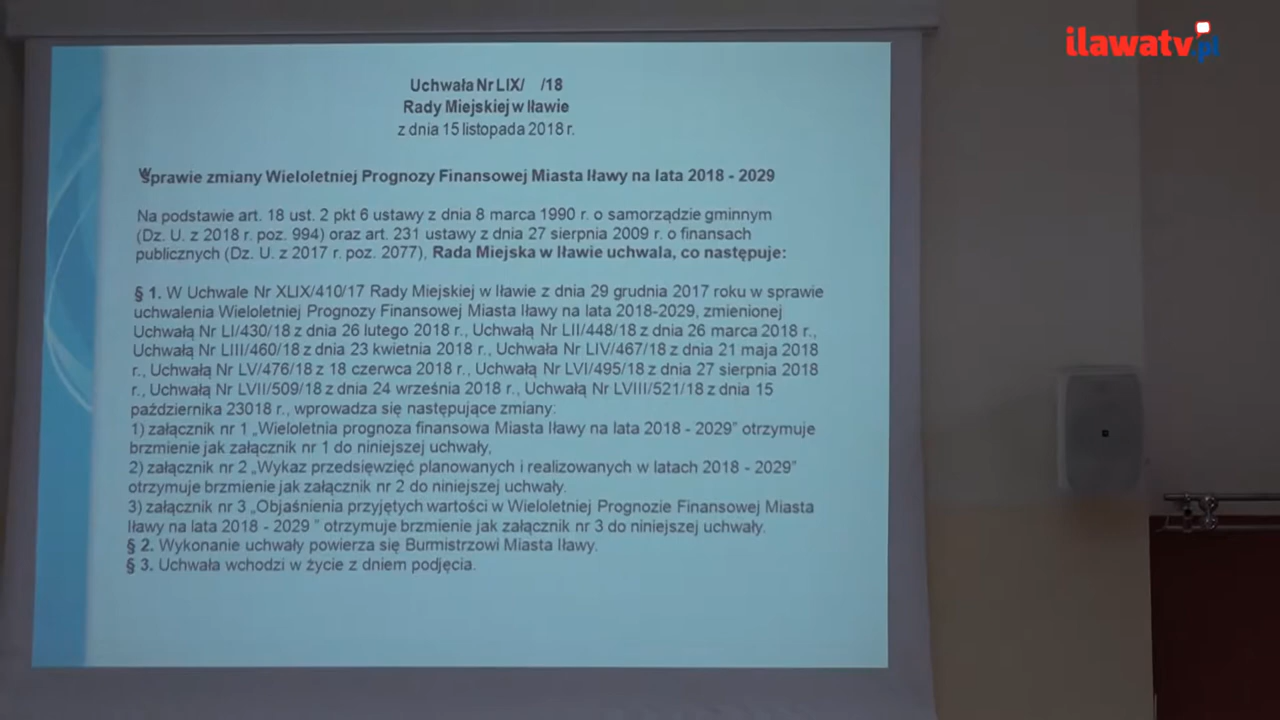 ilawatv.pl
Uchwała Nr LIX/ /18
Rady Miejskiej w Iławie
z dnia 15 listopada 2018 r.
W sprawie zmiany Wieloletniej Prognozy Finansowej Miasta Iławy na lata 2018 - 2029
Na podstawie art. 18 ust. 2 pkt 6 ustawy z dnia 8 marca 1990 r. o samorządzie gminnym
(Dz. U. z 2018 r. poz. 994) oraz art. 231 ustawy z dnia 27 sierpnia 2009 r. o finansach
publicznych (Dz. U. z 2017 r. poz. 2077), Rada Miejska w Iławie uchwala, co następuje:
§ 1. W Uchwale Nr XLIX/410/17 Rady Miejskiej w Iławie z dnia 29 grudnia 2017 roku w sprawie
uchwalenia Wieloletniej Prognozy Finansowej Miasta Iławy na lata 2018-2029, zmienionej
Uchwałą Nr LI/430/18 z dnia 26 lutego 2018 r., Uchwałą Nr LII/448/18 z dnia 26 marca 2018 r.,
Uchwałą Nr LIII/460/18 z dnia 23 kwietnia 2018 r., Uchwała Nr LIV/467/18 z dnia 21 maja 2018
r., Uchwałą Nr LV/476/18 z 18 czerwca 2018 r., Uchwałą Nr LVI/495/18 z dnia 27 sierpnia 2018
r., Uchwałą Nr LVII/509/18 z dnia 24 września 2018 r., Uchwałą Nr LVIII/521/18 z dnia 15
października 23018 r., wprowadza się następujące zmiany:
1) załącznik nr 1 „Wieloletnia prognoza finansowa Miasta Iławy na lata 2018 - 2029” otrzymuje
brzmienie jak załącznik nr 1 do niniejszej uchwały,
2) załącznik nr 2 „Wykaz przedsięwzięć planowanych i realizowanych w latach 2018 - 2029”
otrzymuje brzmienie jak załącznik nr 2 do niniejszej uchwały.
3) załącznik nr 3 „Objaśnienia przyjętych wartości w Wieloletniej Prognozie Finansowej Miasta
Iławy na lata 2018 - 2029 ” otrzymuje brzmienie jak załącznik nr 3 do niniejszej uchwały.
§ 2. Wykonanie uchwały powierza się Burmistrzowi Miasta Iławy.
§ 3. Uchwała wchodzi w życie z dniem podjęcia.